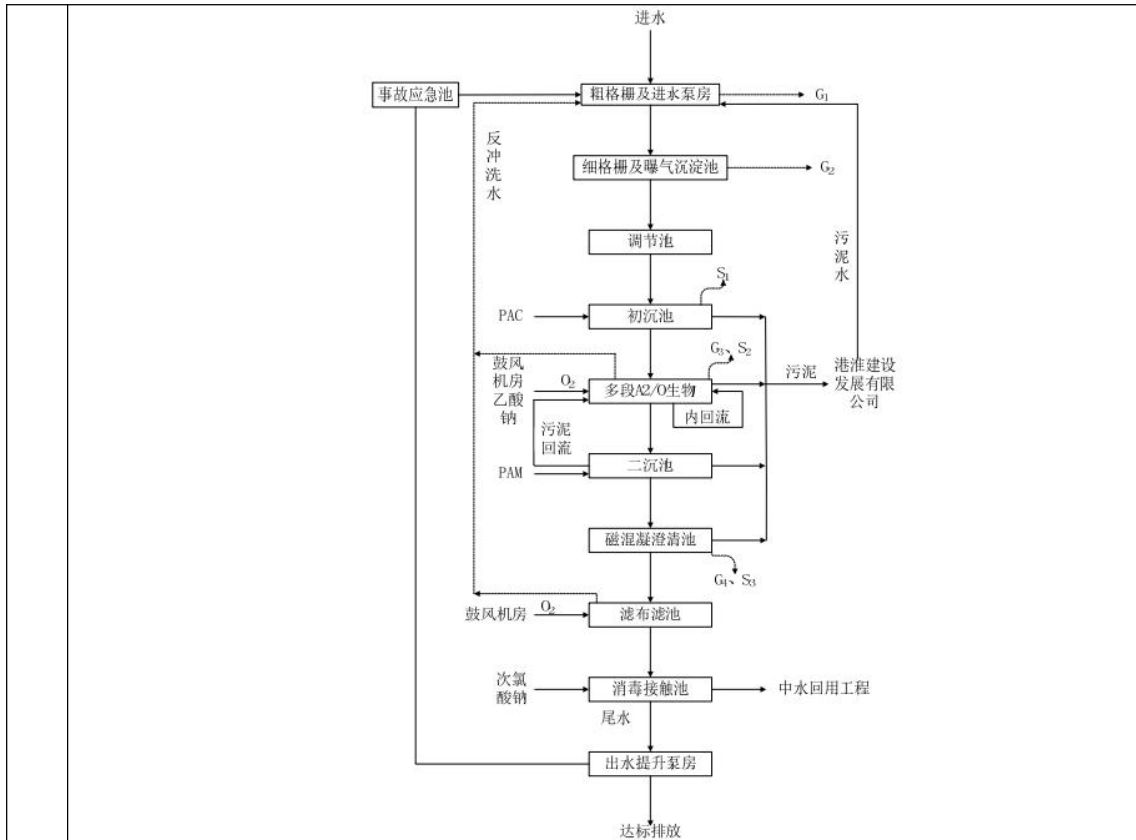 进水
事故应急池
粗格栅及进水泵房
G₁
反
冲
洗
水
细格栅及曝气沉淀池
G₂
调节池
污
泥
水
S₁
PAC
初沉池
G₃、S₂
鼓风
机房
乙酸
钠
O₂
多段A2/O生物
污泥
港淮建设
发展有限
公司
内回流
污泥
回流
二沉池
PAM
磁混凝澄清池
G₄、S₃
鼓风机房
O₂
滤布滤池
次氯
酸钠
消毒接触池
中水回用工程
尾水
出水提升泵房
达标排放